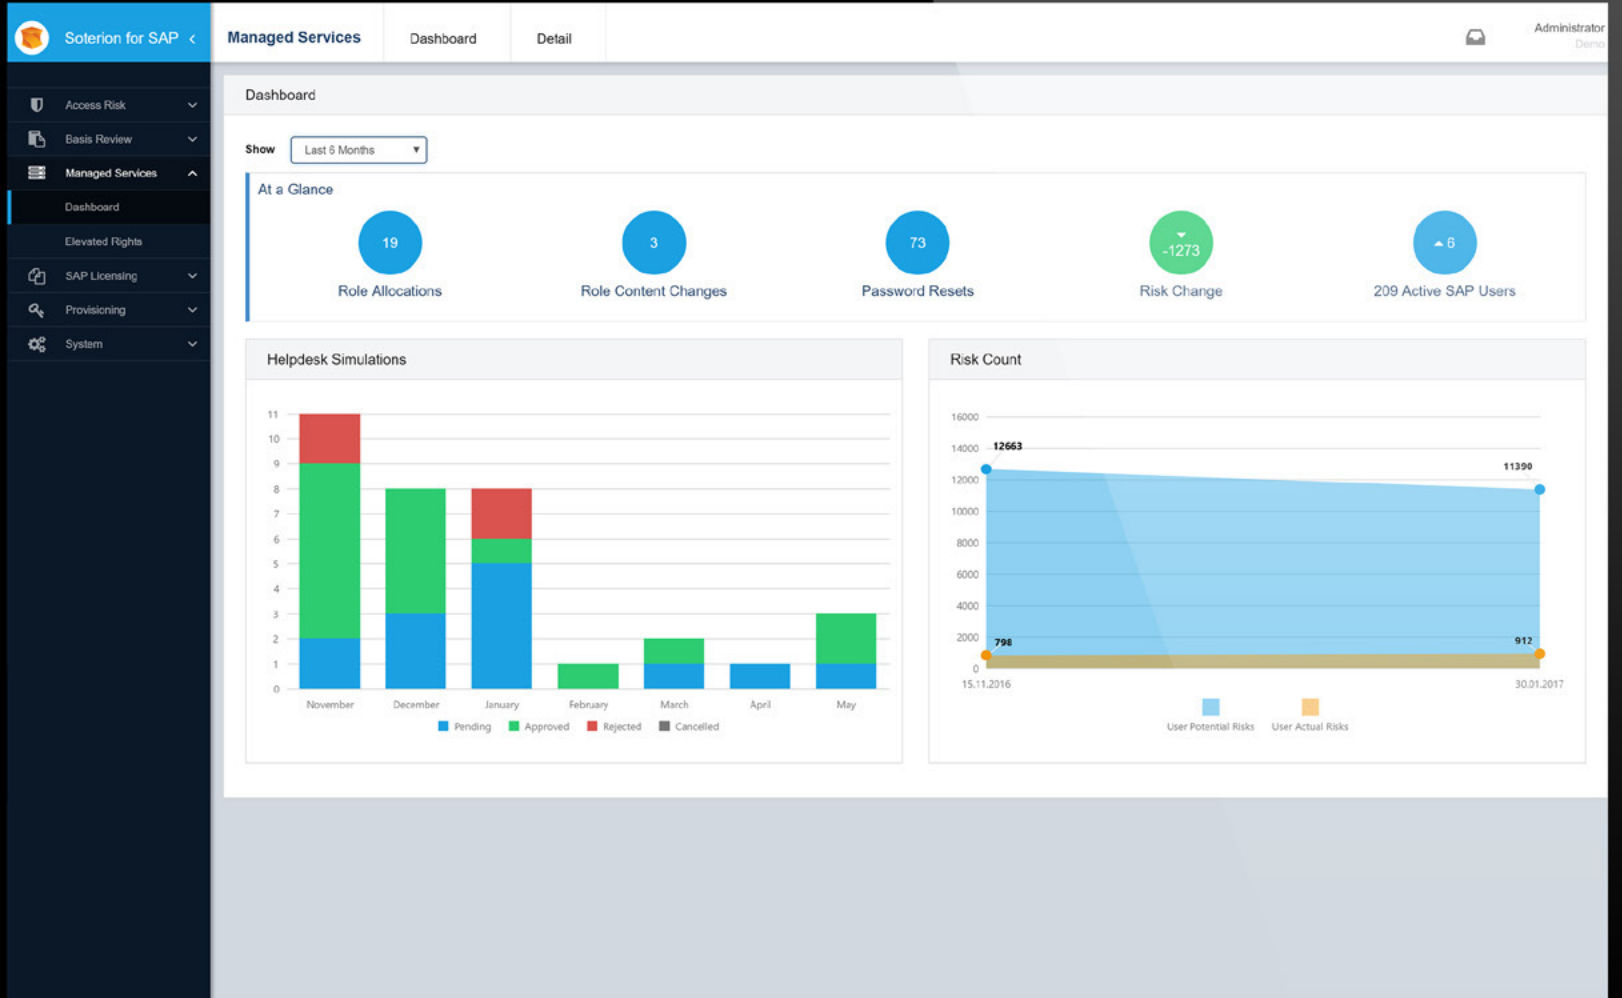 Soterion for SAP
Managed Services
Dashboard
Detail
Administrator
Demo
Access Risk
Basis Review
Managed Services
Dashboard
Elevated Rights
SAP Licensing
Provisioning
System
Dashboard
Show
Last 6 Months
At a Glance
19
3
73
-1273
6
Role Allocations
Role Content Changes
Password Resets
Risk Change
209 Active SAP Users
Helpdesk Simulations
11
10
9
8
7
6
5
4
3
2
1
0
November December January February March April May
Pending Approved Rejected Cancelled
Risk Count
16000
14000
12000
10000
8000
6000
4000
2000
0
12663
11390
798
912
15.11.2016 30.01.2017
User Potential Risks User Actual Risks